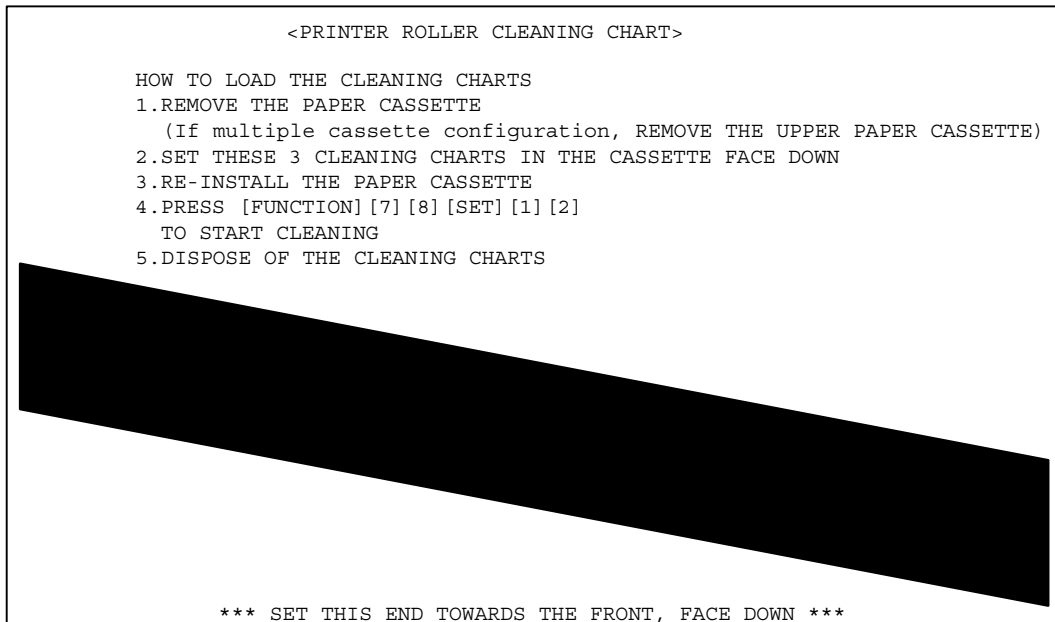 <PRINTER ROLLER CLEANING CHART>
HOW TO LOAD THE CLEANING CHARTS
1.REMOVE THE PAPER CASSETTE
(If multiple cassette configuration, REMOVE THE UPPER PAPER CASSETTE)
2.SET THESE 3 CLEANING CHARTS IN THE CASSETTE FACE DOWN
3.RE-INSTALL THE PAPER CASSETTE
4.PRESS [FUNCTION][7][8][SET][1][2]
TO START CLEANING
5.DISPOSE OF THE CLEANING CHARTS
*** SET THIS END TOWARDS THE FRONT, FACE DOWN ***